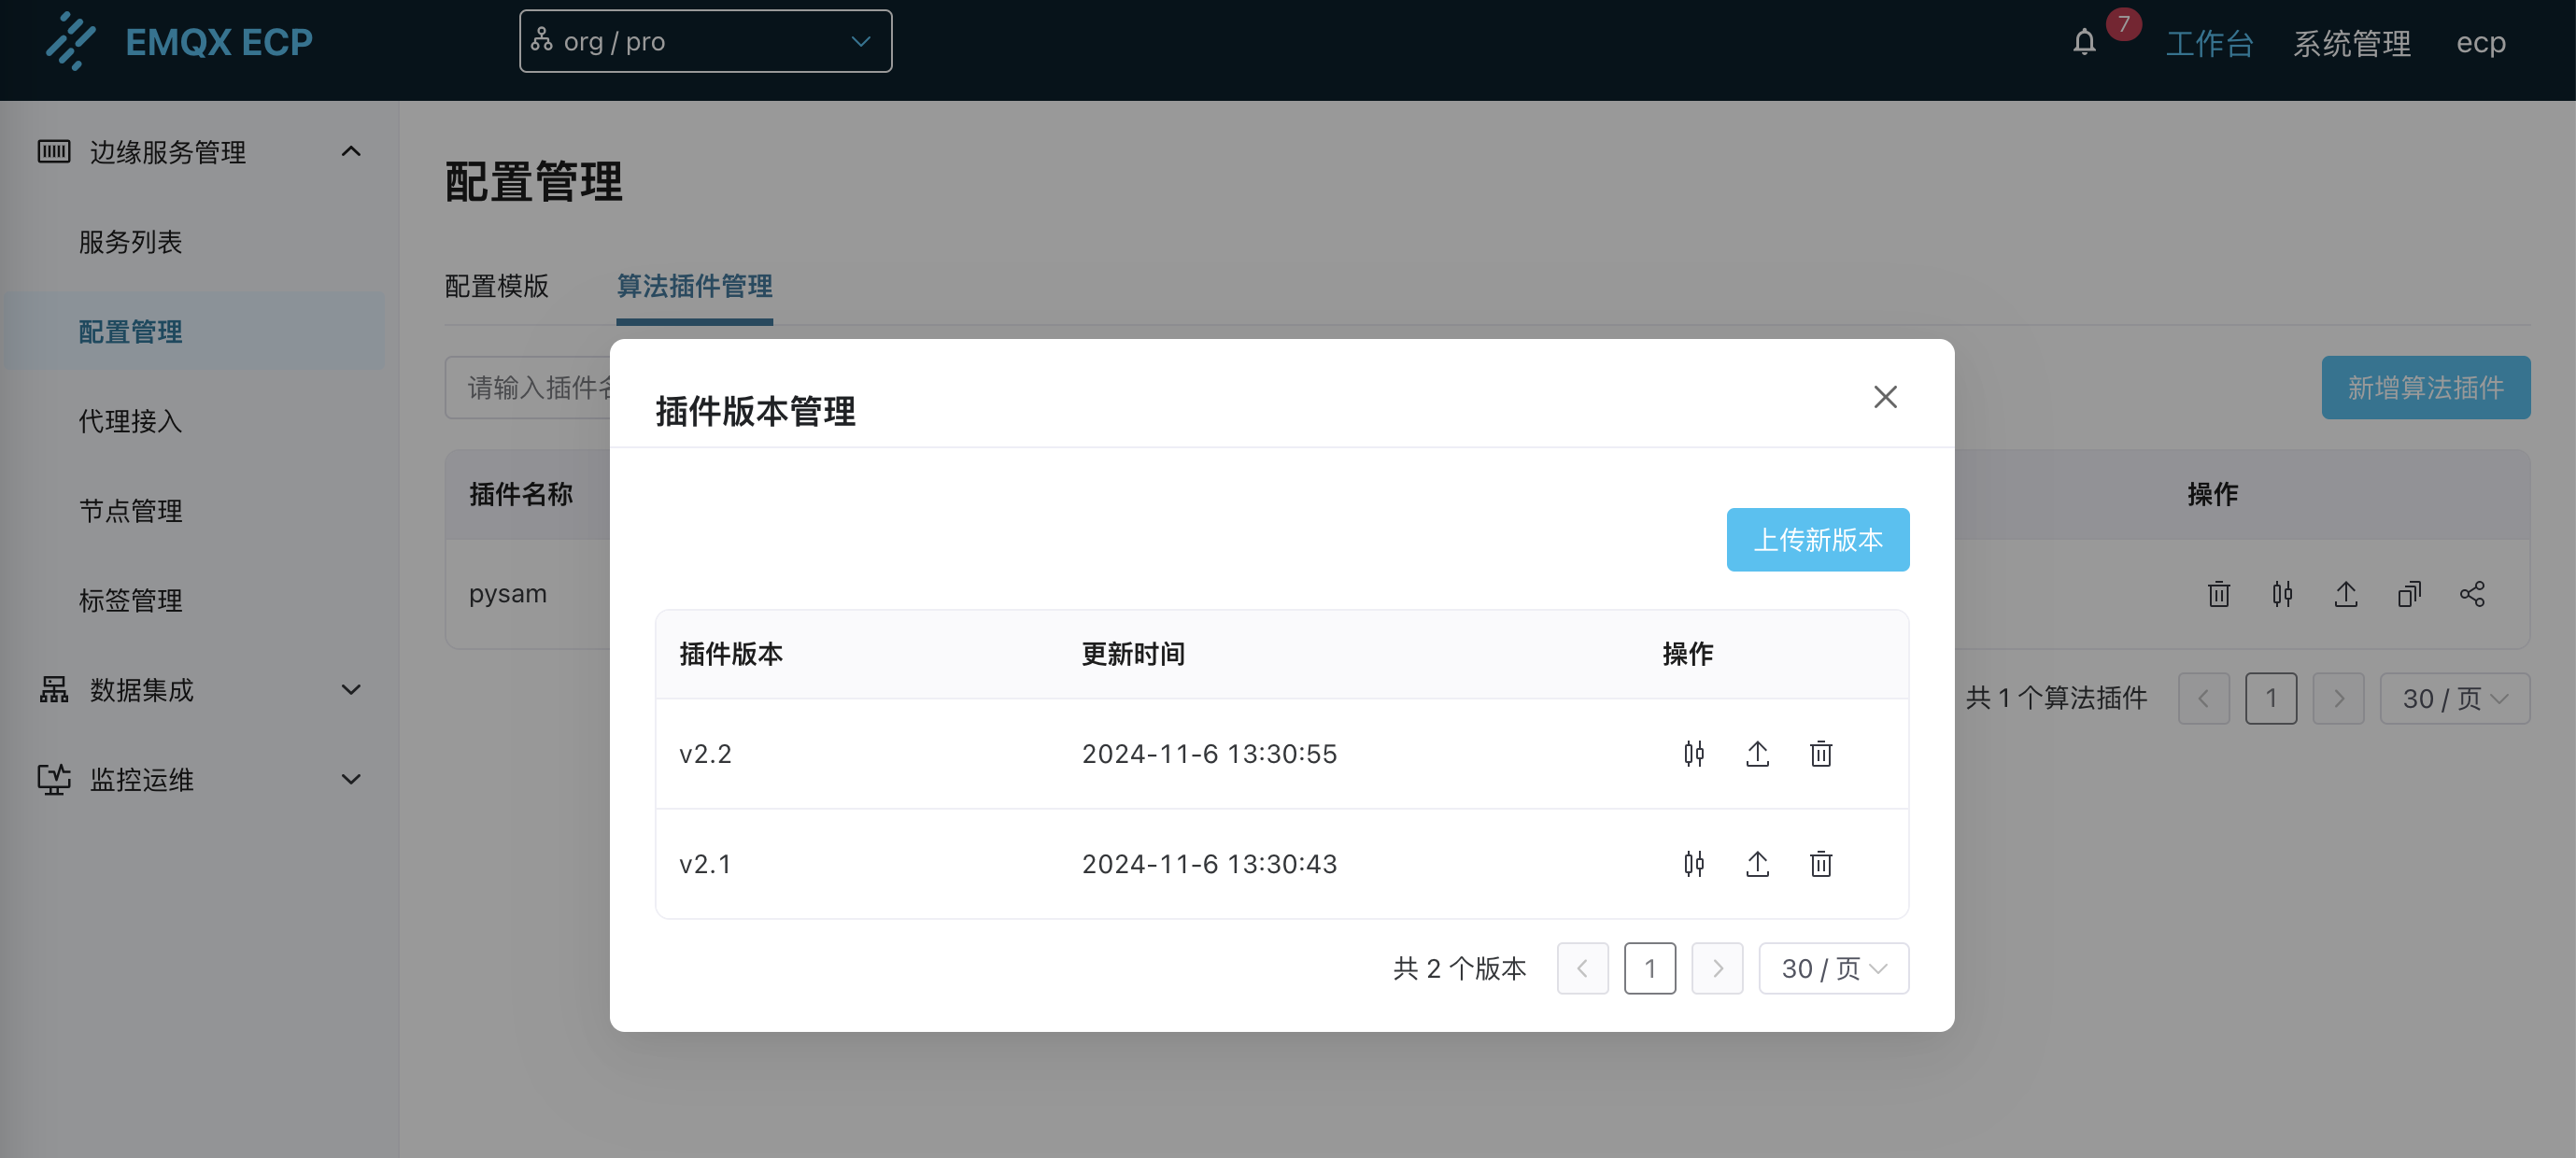 EMQX ECP
org / pro
7
工作台
系统管理
ecp
边缘服务管理
服务列表
配置管理
代理接入
节点管理
标签管理
数据集成
监控运维
配置管理
配置模版
算法插件管理
请输入插件
新增算法插件
插件名称
操作
pysam
共 1 个算法插件
1
30 / 页
插件版本管理
上传新版本
插件版本
更新时间
操作
v2.2
2024-11-6 13:30:55
v2.1
2024-11-6 13:30:43
共 2 个版本
1
30 / 页